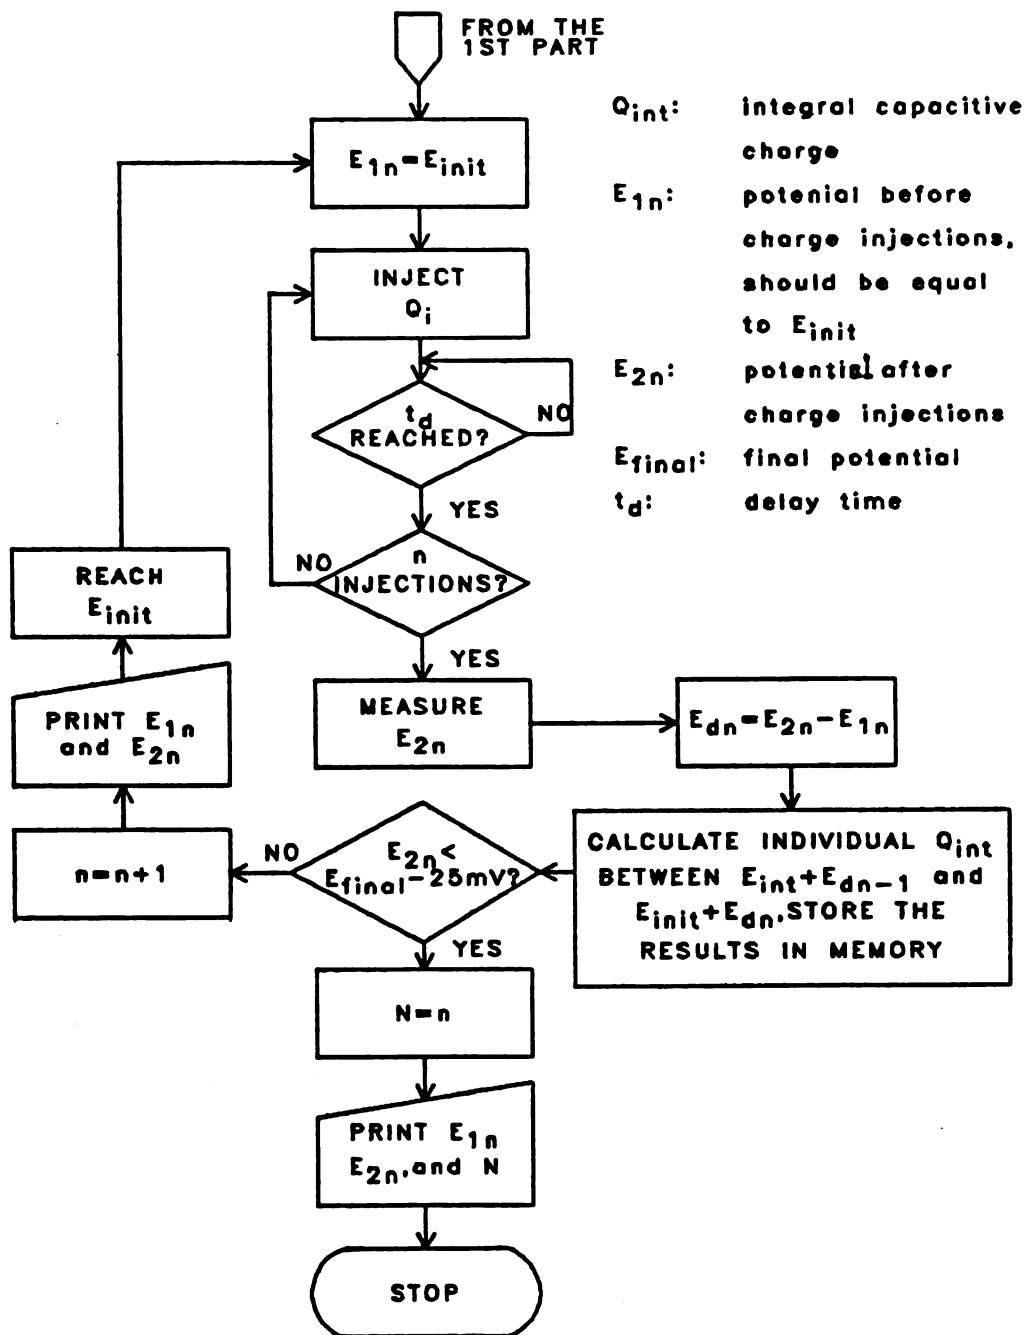 FROM THE
1ST PART
E1n=Einit
INJECT
Qi
td
REACHED?
NO
YES
n
INJECTIONS?
NO
YES
MEASURE
E2n
Edn=E2n-E1n
CALCULATE INDIVIDUAL Qint
BETWEEN Eint+Edn-1 and
Einit+Edn,STORE THE
RESULTS IN MEMORY
E2n<
Efinal-25mV?
NO
YES
n=n+1
PRINT E1n
and E2n
REACH
Einit
N=n
PRINT E1n
E2n,and N
STOP
Qint: integral capacitive
charge
E1n: potenial before
charge injections,
should be equal
to Einit
E2n: potential after
charge injections
Efinal: final potential
td: delay time